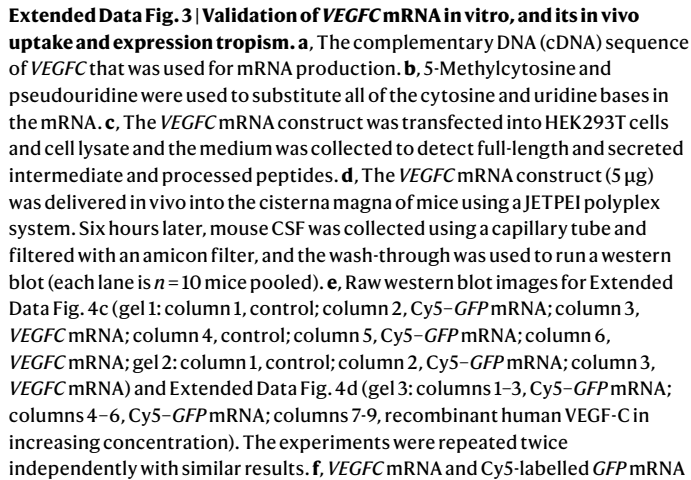 Extended Data Fig. 3 | Validation of VEGFC mRNA in vitro, and its in vivo
uptake and expression tropism. a, The complementary DNA (cDNA) sequence
of VEGFC that was used for mRNA production. b, 5-Methylcytosine and
pseudouridine were used to substitute all of the cytosine and uridine bases in
the mRNA. c, The VEGFC mRNA construct was transfected into HEK293T cells
and cell lysate and the medium was collected to detect full-length and secreted
intermediate and processed peptides. d, The VEGFC mRNA construct (5 μg)
was delivered in vivo into the cisterna magna of mice using a JETPEI polyplex
system. Six hours later, mouse CSF was collected using a capillary tube and
filtered with an amicon filter, and the wash-through was used to run a western
blot (each lane is n = 10 mice pooled). e, Raw western blot images for Extended
Data Fig. 4c (gel 1: column 1, control; column 2, Cy5–GFP mRNA; column 3,
VEGFC mRNA; column 4, control; column 5, Cy5–GFP mRNA; column 6,
VEGFC mRNA; gel 2: column 1, control; column 2, Cy5–GFP mRNA; column 3,
VEGFC mRNA) and Extended Data Fig. 4d (gel 3: columns 1–3, Cy5–GFP mRNA;
columns 4–6, Cy5–GFP mRNA; columns 7-9, recombinant human VEGF-C in
increasing concentration). The experiments were repeated twice
independently with similar results. f, VEGFC mRNA and Cy5-labelled GFP mRNA